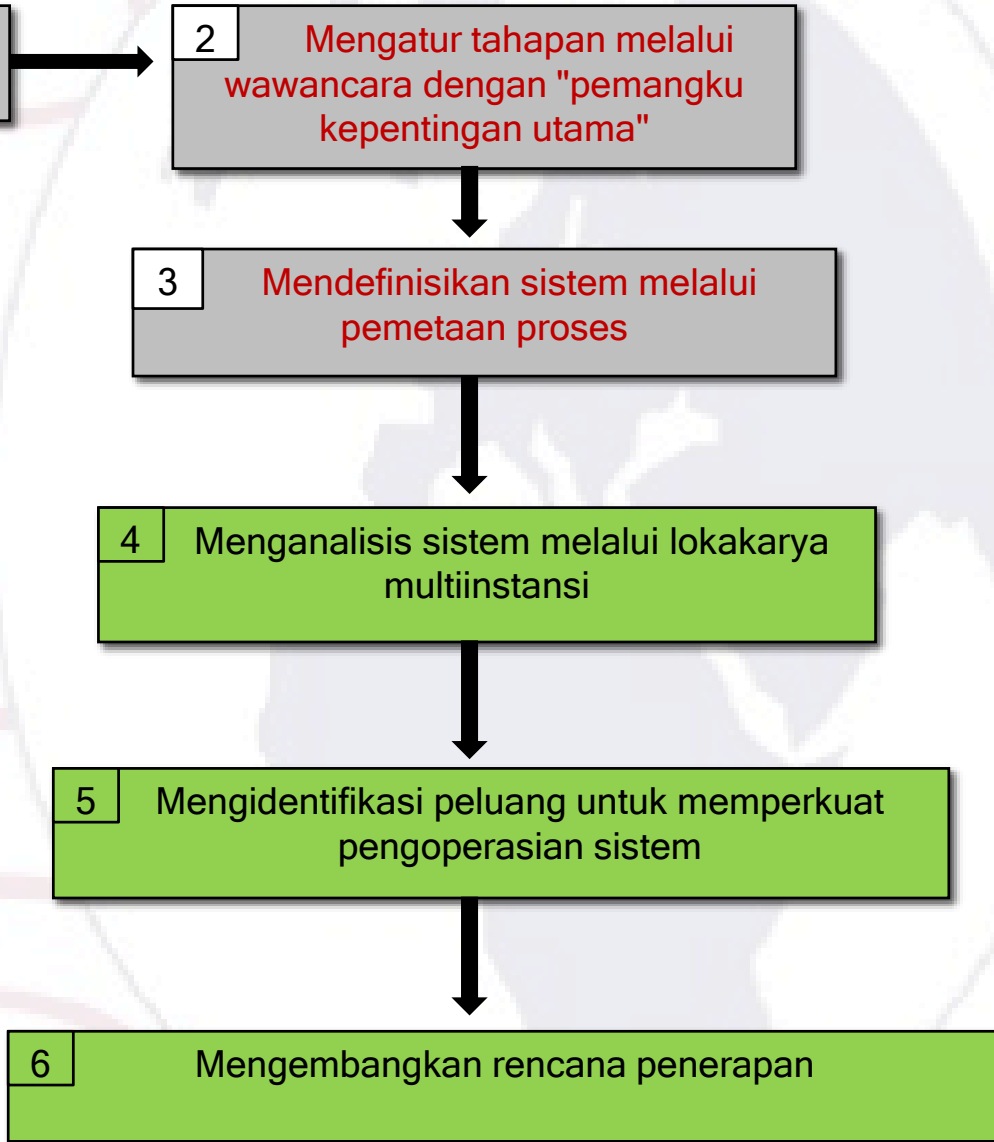 2
Mengatur tahapan melalui
wawancara dengan "pemangku
kepentingan utama"
3
Mendefinisikan sistem melalui
pemetaan proses
4
Menganalisis sistem melalui lokakarya
multiinstansi
5
Mengidentifikasi peluang untuk memperkuat
pengoperasian sistem
6
Mengembangkan rencana penerapan